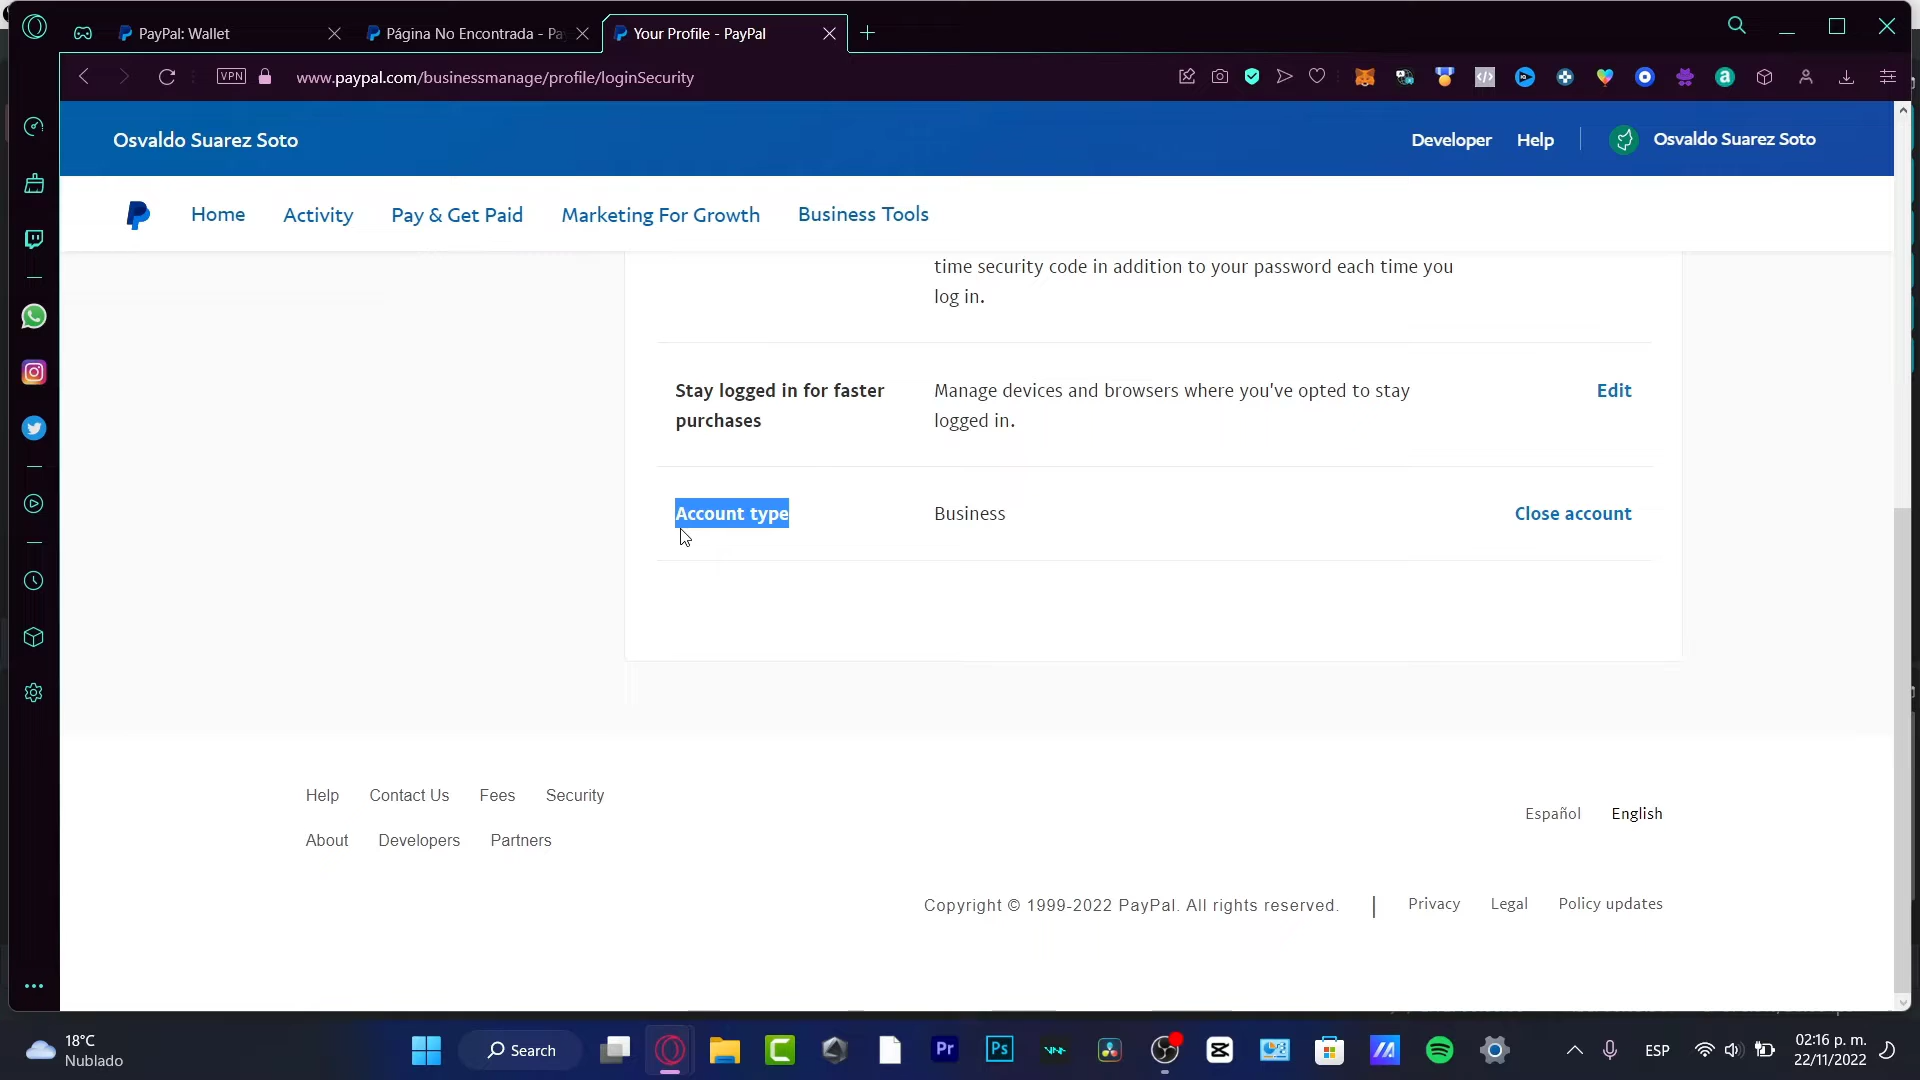 PayPal: Wallet
Página No Encontrada - Pa
Your Profile - PayPal
VPN
www.paypal.com/businessmanage/profile/loginSecurity
Osvaldo Suarez Soto
Developer
Help
Osvaldo Suarez Soto
Home
Activity
Pay & Get Paid
Marketing For Growth
Business Tools
time security code in addition to your password each time you
log in.
Stay logged in for faster
purchases
Manage devices and browsers where you've opted to stay
logged in.
Edit
Account type
Business
Close account
Help
Contact Us
Fees
Security
About
Developers
Partners
Español
English
Copyright © 1999-2022 PayPal. All rights reserved.
|
Privacy
Legal
Policy updates
18°C
Nublado
Search
Pr
Ps
ESP
02:16 p. m.
22/11/2022